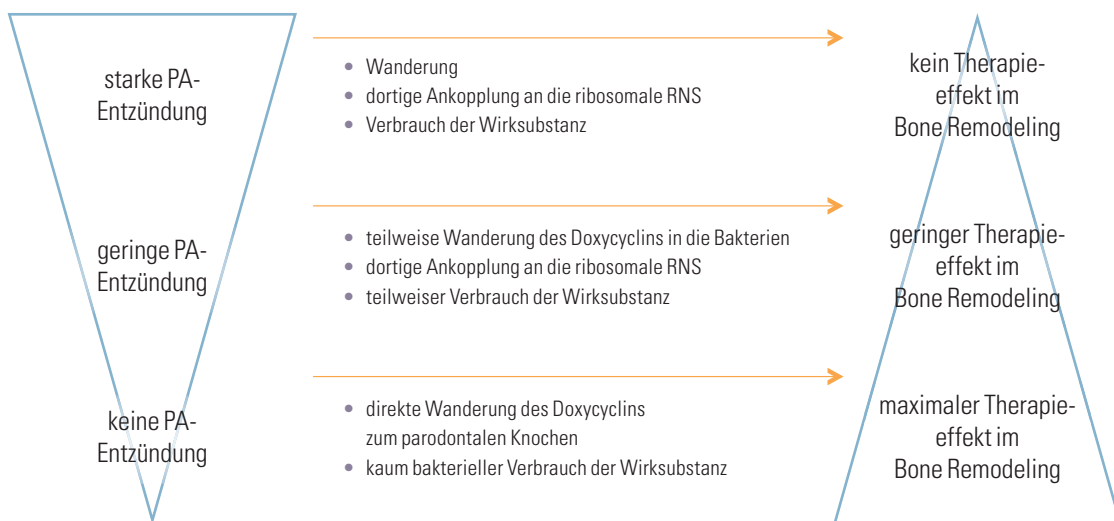 starke PA-
Entzündung
• Wanderung
• dortige Ankopplung an die ribosomale RNS
• Verbrauch der Wirksubstanz
kein Therapie-
effekt im
Bone Remodeling
geringe PA-
Entzündung
• teilweise Wanderung des Doxycyclins in die Bakterien
• dortige Ankopplung an die ribosomale RNS
• teilweiser Verbrauch der Wirksubstanz
geringer Therapie-
effekt im
Bone Remodeling
keine PA-
Entzündung
• direkte Wanderung des Doxycyclins
zum parodontalen Knochen
• kaum bakterieller Verbrauch der Wirksubstanz
maximaler Therapie-
effekt im
Bone Remodeling